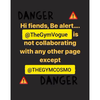 DANGER
Hi fiends, Be alert...
@TheGymVogue
is
not collaborating
with any other page
except
@THEGYMCOSMO
DANGER